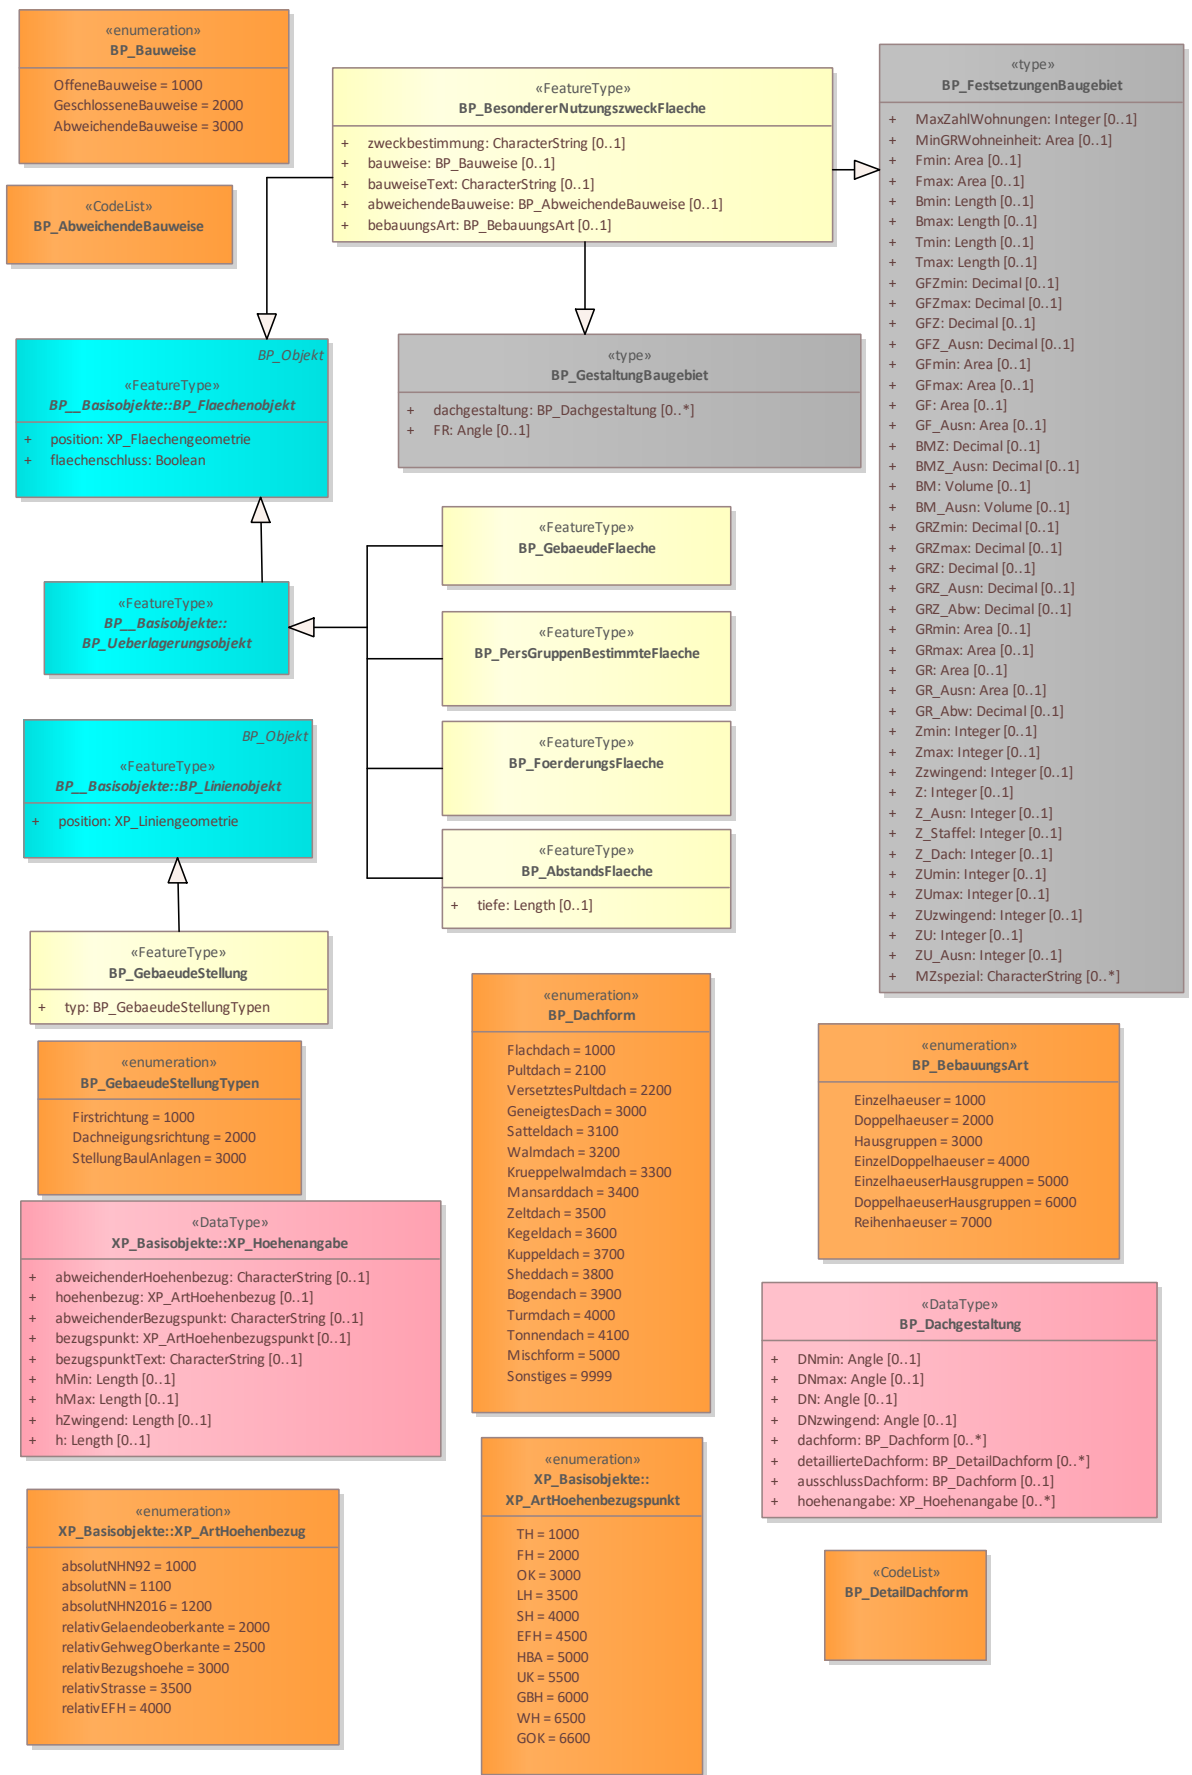 «enumeration»
BP_Bauweise
OffeneBauweise = 1000
GeschlosseneBauweise = 2000
AbweichendeBauweise = 3000
«CodeList»
BP_AbweichendeBauweise
«FeatureType»
BP_BesondererNutzungszweckFlaeche
+ zweckbestimmung: CharacterString [0..1]
+ bauweise: BP_Bauweise [0..1]
+ bauweiseText: CharacterString [0..1]
+ abweichendeBauweise: BP_AbweichendeBauweise [0..1]
+ bebauungsArt: BP_BebauungsArt [0..1]
«type»
BP_FestsetzungenBaugebiet
+ MaxZahlWohnungen: Integer [0..1]
+ MinGRWohneinheit: Area [0..1]
+ Fmin: Area [0..1]
+ Fmax: Area [0..1]
+ Bmin: Length [0..1]
+ Bmax: Length [0..1]
+ Tmin: Length [0..1]
+ Tmax: Length [0..1]
+ GFZmin: Decimal [0..1]
+ GFZmax: Decimal [0..1]
+ GFZ: Decimal [0..1]
+ GFZ_Ausn: Decimal [0..1]
+ GFmin: Area [0..1]
+ GFmax: Area [0..1]
+ GF: Area [0..1]
+ GF_Ausn: Area [0..1]
+ BMZ: Decimal [0..1]
+ BMZ_Ausn: Decimal [0..1]
+ BM: Volume [0..1]
+ BM_Ausn: Volume [0..1]
+ GRZmin: Decimal [0..1]
+ GRZmax: Decimal [0..1]
+ GRZ: Decimal [0..1]
+ GRZ_Ausn: Decimal [0..1]
+ GRZ_Abw: Decimal [0..1]
+ GRmin: Area [0..1]
+ GRmax: Area [0..1]
+ GR: Area [0..1]
+ GR_Ausn: Area [0..1]
+ GR_Abw: Decimal [0..1]
+ Zmin: Integer [0..1]
+ Zmax: Integer [0..1]
+ Zzwingend: Integer [0..1]
+ Z: Integer [0..1]
+ Z_Ausn: Integer [0..1]
+ Z_Staffel: Integer [0..1]
+ Z_Dach: Integer [0..1]
+ ZUmin: Integer [0..1]
+ ZUmax: Integer [0..1]
+ ZUzwingend: Integer [0..1]
+ ZU: Integer [0..1]
+ ZU_Ausn: Integer [0..1]
+ MZspezial: CharacterString [0..*]
BP_Objekt
«FeatureType»
BP__Basisobjekte::BP_Flaechenobjekt
+ position: XP_Flaechengeometrie
+ flaechenschluss: Boolean
«type»
BP_GestaltungBaugebiet
+ dachgestaltung: BP_Dachgestaltung [0..*]
+ FR: Angle [0..1]
«FeatureType»
BP_GebaeudeFlaeche
«FeatureType»
BP__Basisobjekte::
BP_Ueberlagerungsobjekt
«FeatureType»
BP_PersGruppenBestimmteFlaeche
«FeatureType»
BP_FoerderungsFlaeche
«FeatureType»
BP_AbstandsFlaeche
+ tiefe: Length [0..1]
BP_Objekt
«FeatureType»
BP__Basisobjekte::BP_Linienobjekt
+ position: XP_Liniengeometrie
«FeatureType»
BP_GebaeudeStellung
+ typ: BP_GebaeudeStellungTypen
«enumeration»
BP_GebaeudeStellungTypen
Firstrichtung = 1000
Dachneigungsrichtung = 2000
StellungBaulAnlagen = 3000
«enumeration»
BP_Dachform
Flachdach = 1000
Pultdach = 2100
VersetztesPultdach = 2200
GeneigtesDach = 3000
Satteldach = 3100
Walmdach = 3200
Krueppelwalmdach = 3300
Mansarddach = 3400
Zeltdach = 3500
Kegeldach = 3600
Kuppeldach = 3700
Sheddach = 3800
Bogendach = 3900
Turmdach = 4000
Tonnendach = 4100
Mischform = 5000
Sonstiges = 9999
«enumeration»
BP_BebauungsArt
Einzelhaeuser = 1000
Doppelhaeuser = 2000
Hausgruppen = 3000
EinzelDoppelhaeuser = 4000
EinzelhaeuserHausgruppen = 5000
DoppelhaeuserHausgruppen = 6000
Reihenhaeuser = 7000
«DataType»
XP_Basisobjekte::XP_Hoehenangabe
+ abweichenderHoehenbezug: CharacterString [0..1]
+ hoehenbezug: XP_ArtHoehenbezug [0..1]
+ abweichenderBezugspunkt: CharacterString [0..1]
+ bezugspunkt: XP_ArtHoehenbezugspunkt [0..1]
+ bezugspunktText: CharacterString [0..1]
+ hMin: Length [0..1]
+ hMax: Length [0..1]
+ hZwingend: Length [0..1]
+ h: Length [0..1]
«DataType»
BP_Dachgestaltung
+ DNmin: Angle [0..1]
+ DNmax: Angle [0..1]
+ DN: Angle [0..1]
+ DNzwingend: Angle [0..1]
+ dachform: BP_Dachform [0..*]
+ detaillierteDachform: BP_DetailDachform [0..*]
+ ausschlussDachform: BP_Dachform [0..1]
+ hoehenangabe: XP_Hoehenangabe [0..*]
«enumeration»
XP_Basisobjekte::XP_ArtHoehenbezug
absolutNHN92 = 1000
absolutNN = 1100
absolutNHN2016 = 1200
relativGelaendeoberkante = 2000
relativGehwegOberkante = 2500
relativBezugshoehe = 3000
relativStrasse = 3500
relativEFH = 4000
«enumeration»
XP_Basisobjekte::
XP_ArtHoehenbezugspunkt
TH = 1000
FH = 2000
OK = 3000
LH = 3500
SH = 4000
EFH = 4500
HBA = 5000
UK = 5500
GBH = 6000
WH = 6500
GOK = 6600
«CodeList»
BP_DetailDachform